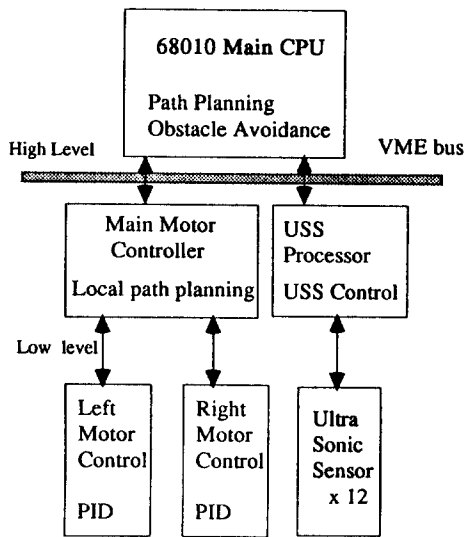 68010 Main CPU
Path Planning
Obstacle Avoidance
High Level
VME bus
Main Motor
Controller
Local path planning
USS
Processor
USS Control
Low level
Left
Motor
Control
PID
Right
Motor
Control
PID
Ultra
Sonic
Sensor
x 12